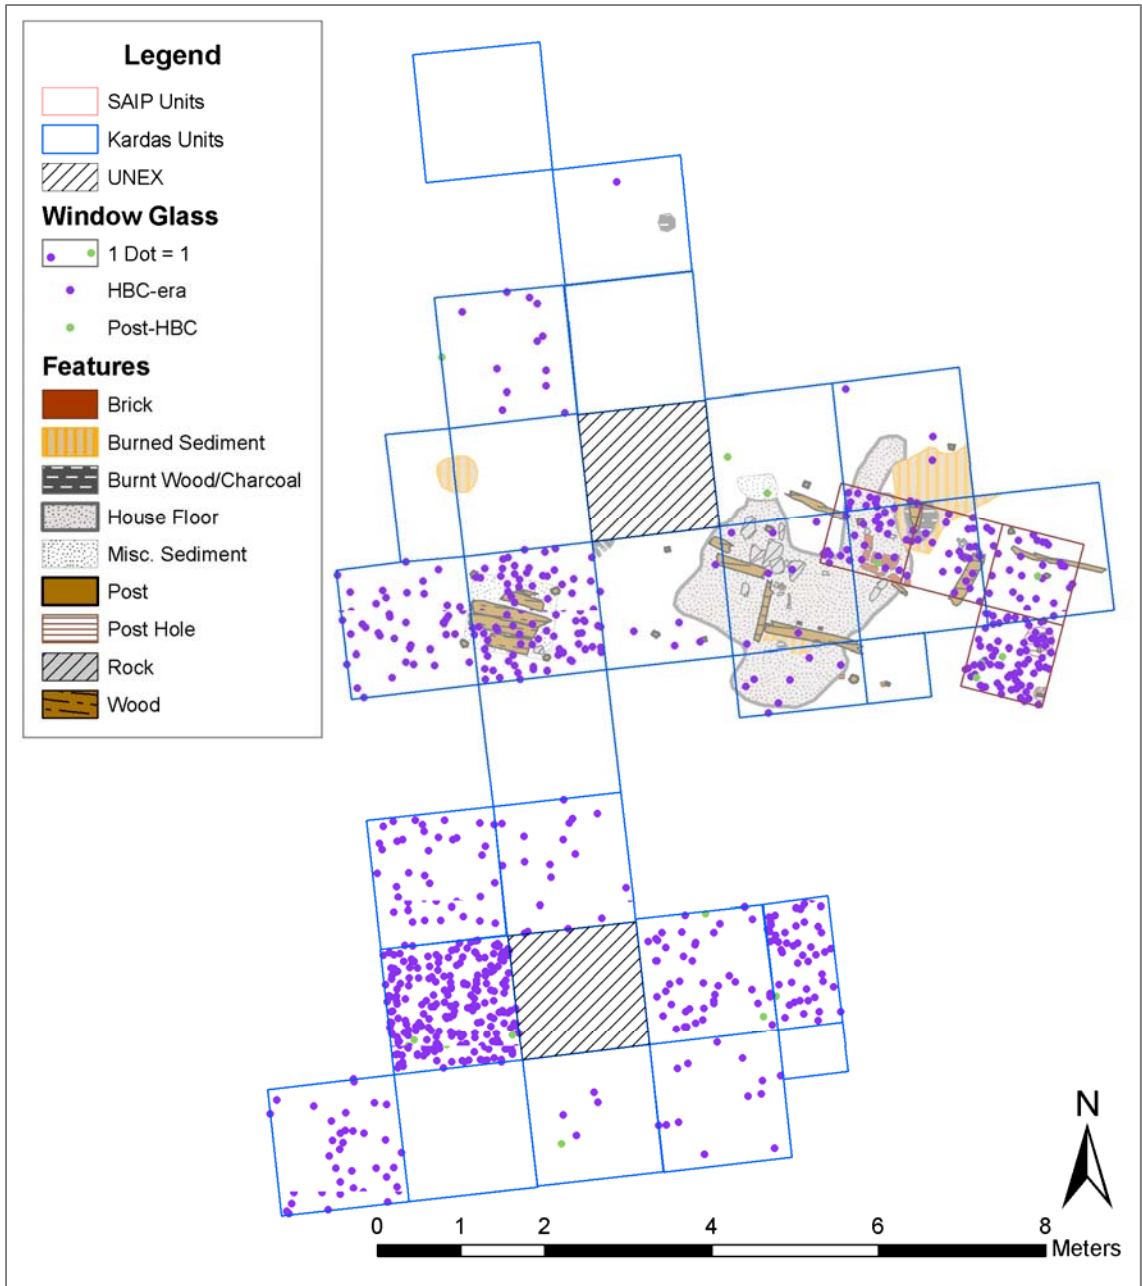 Legend
SAIP Units
Kardas Units
UNEX
Window Glass
1 Dot = 1
HBC-era
Post-HBC
Features
Brick
Burned Sediment
Burnt Wood/Charcoal
House Floor
Misc. Sediment
Post
Post Hole
Rock
Wood
N
0 1 2 4 6 8
Meters